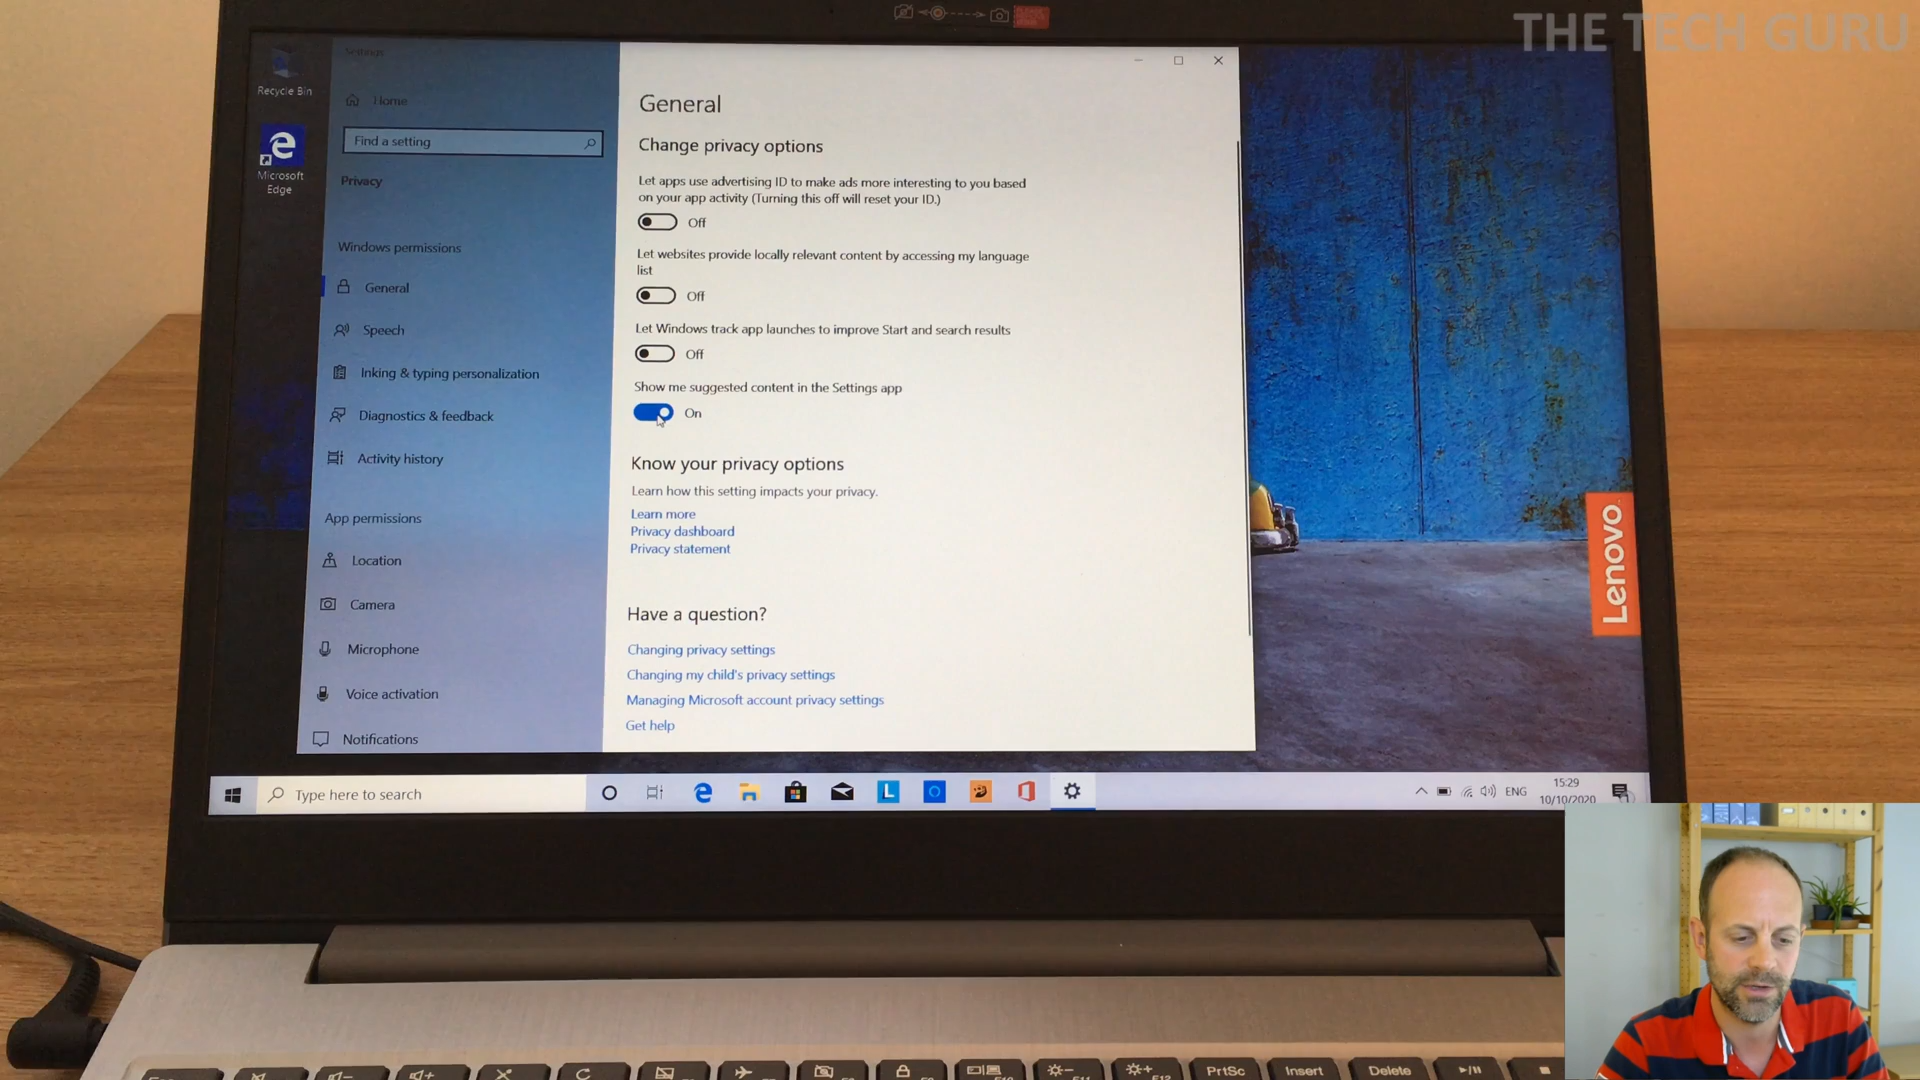 THE TECH GURU
Recycle Bin
Microsoft
Edge
Settings
Home
Find a setting
Privacy
Windows permissions
General
Speech
Inking & typing personalization
Diagnostics & feedback
Activity history
App permissions
Location
Camera
Microphone
Voice activation
Notifications
General
Change privacy options
Let apps use advertising ID to make ads more interesting to you based
on your app activity (Turning this off will reset your ID.)
Off
Let websites provide locally relevant content by accessing my language
list
Off
Let Windows track app launches to improve Start and search results
Off
Show me suggested content in the Settings app
On
Know your privacy options
Learn how this setting impacts your privacy.
Learn more
Privacy dashboard
Privacy statement
Have a question?
Changing privacy settings
Changing my child's privacy settings
Managing Microsoft account privacy settings
Get help
Lenovo
Type here to search
L
ENG
15:29
10/10/2020
F11
F12
PrtSc
Insert
Delete